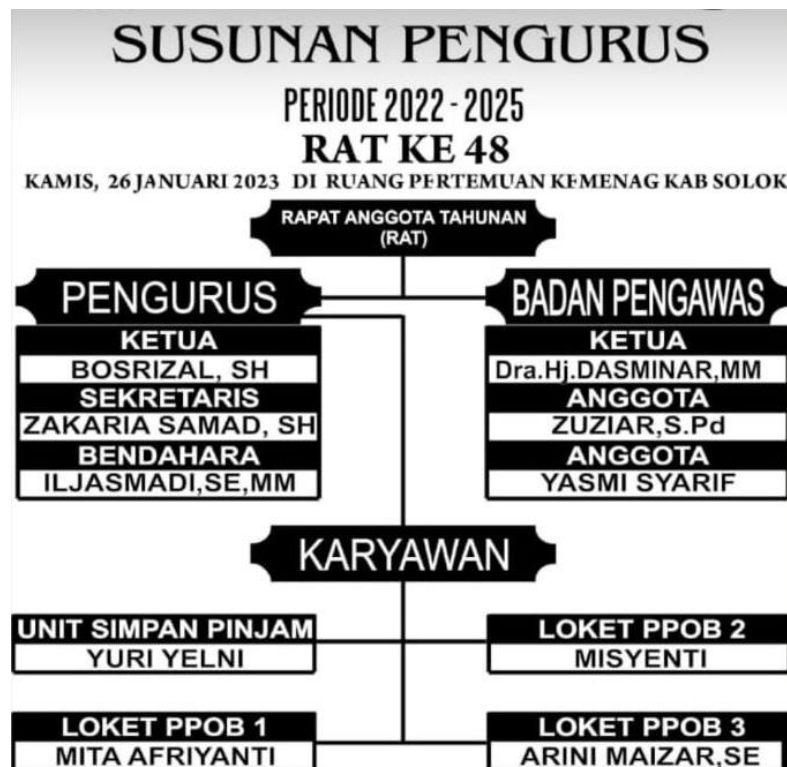 SUSUNAN PENGURUS
PERIODE 2022 - 2025
RAT KE 48
KAMIS, 26 JANUARI 2023 DI RUANG PERTEMUAN KEMENAG KAB SOLOK
RAPAT ANGGOTA TAHUNAN
(RAT)
PENGURUS
KETUA
BOSRIZAL, SH
SEKRETARIS
ZAKARIA SAMAD, SH
BENDAHARA
ILJASMADI,SE,MM
BADAN PENGAWAS
KETUA
Dra.Hj.DASMINAR,MM
ANGGOTA
ZUZIAR,S.Pd
ANGGOTA
YASMI SYARIF
KARYAWAN
UNIT SIMPAN PINJAM
YURI YELNI
LOKET PPOB 2
MISYENTI
LOKET PPOB 1
MITA AFRIYANTI
LOKET PPOB 3
ARINI MAIZAR,SE